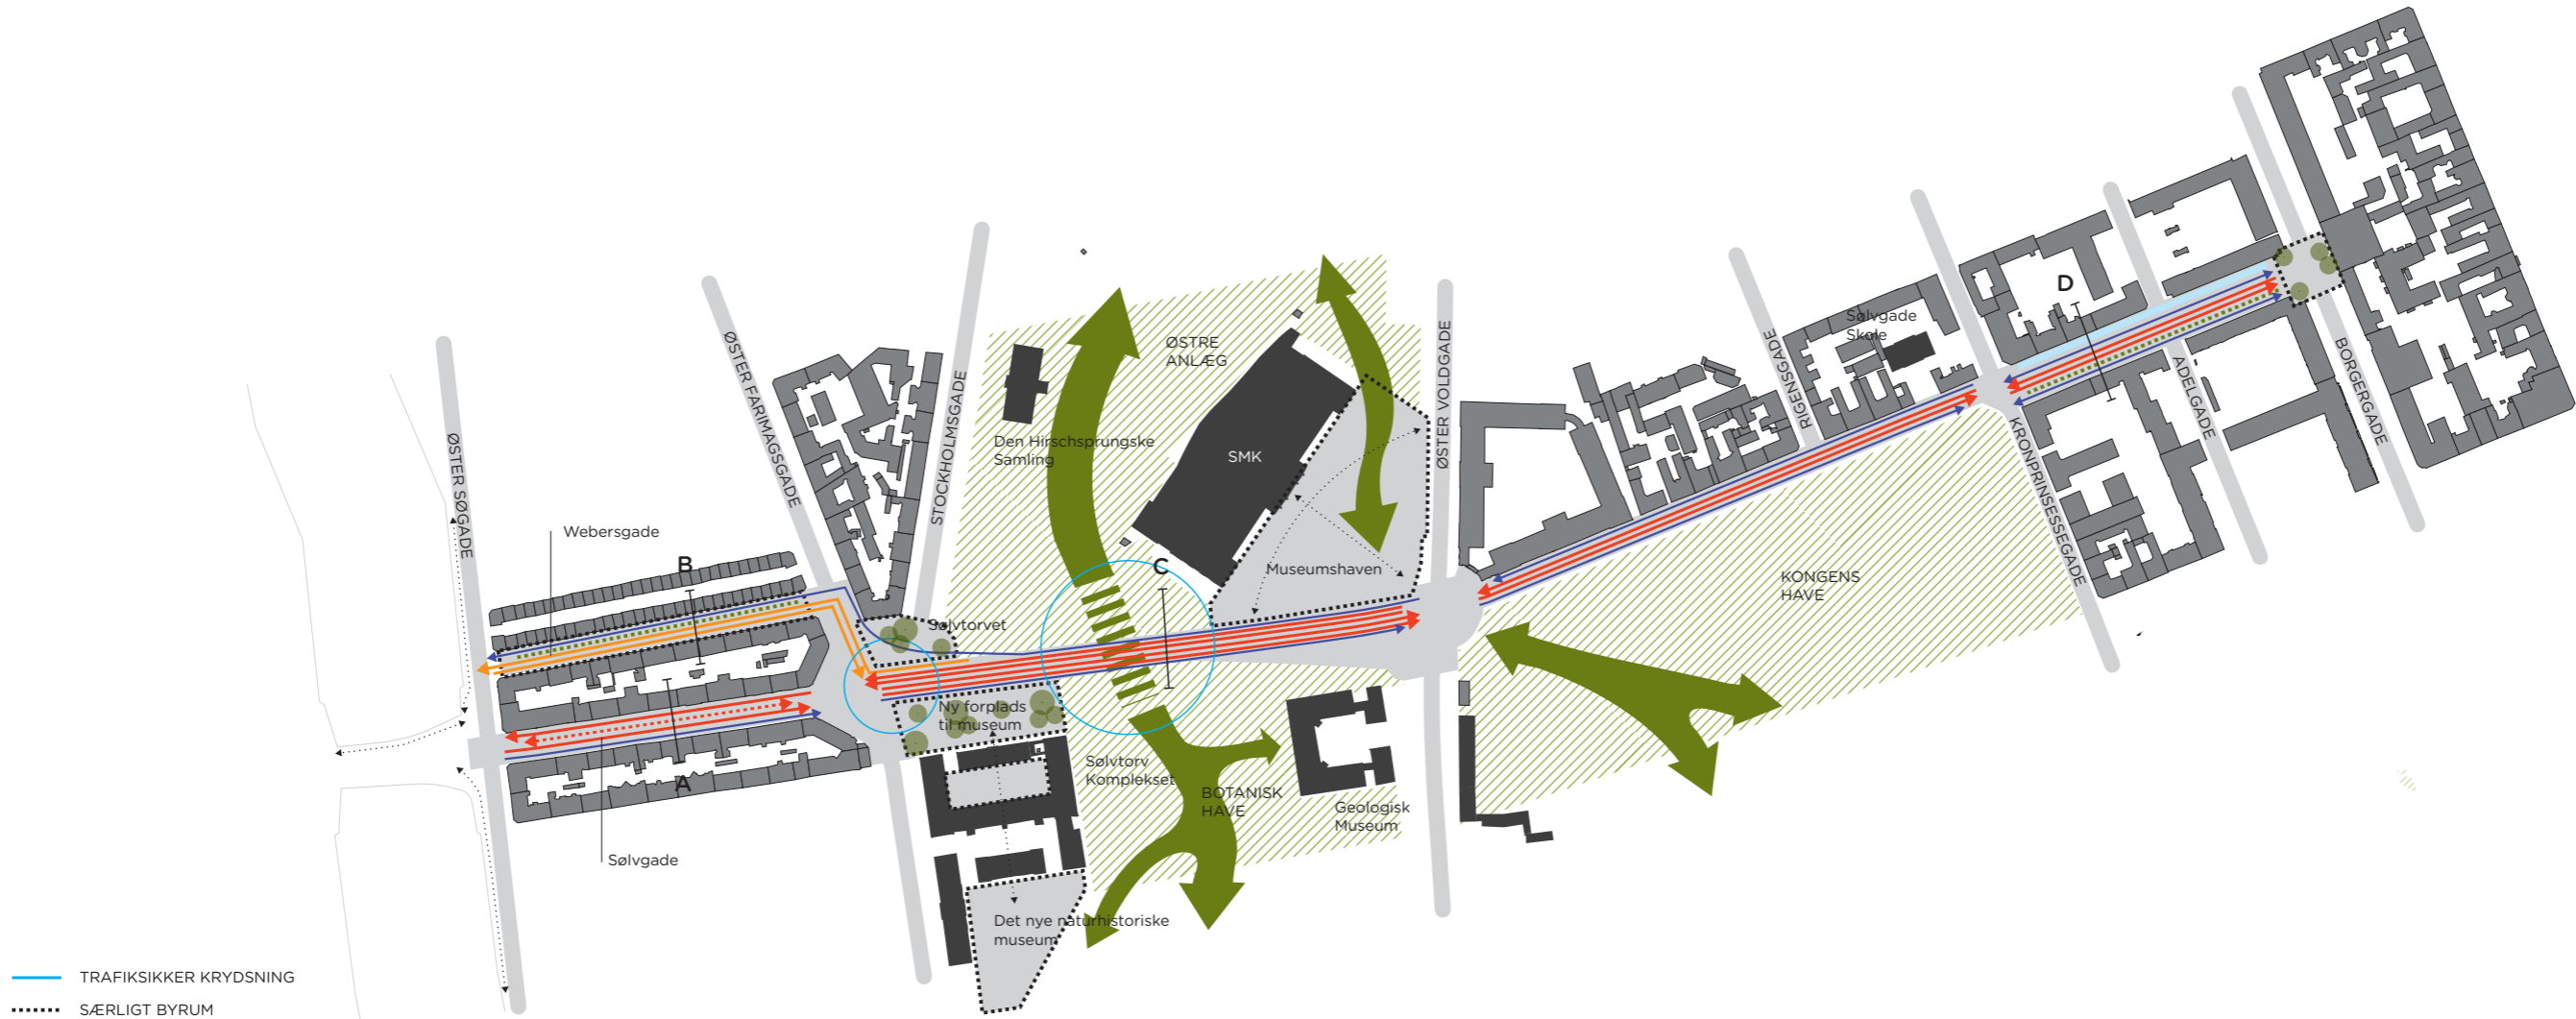 ØSTER SØGADE
ØSTER FARIMAGSGADE
STOCKHOLMSGADE
ØSTRE
ANLÆG
Den Hirschsprungske
Samling
SMK
ØSTER VOLDGADE
RIGENSGADE
Sølvgade
Skole
D
KRONPRINSESSEGADE
ADELGADE
BORGERGADE
Webersgade
B
C
Museumshaven
KONGENS
HAVE
Sølvtorvet
Ny forplads
til museum
A
Sølvgade
Sølvtorv
Komplekset
BOTANISK
HAVE
Geologisk
Museum
Det nye naturhistoriske
museum
TRAFIKSIKKER KRYDSNING
SÆRLIGT BYRUM